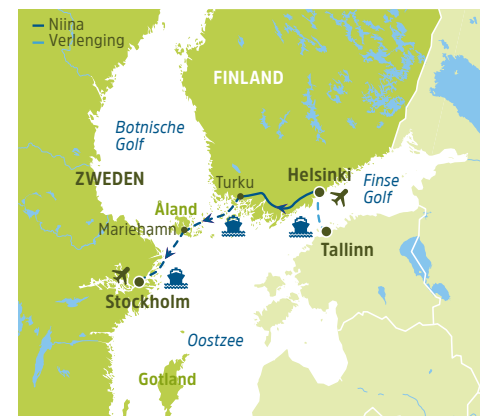 Niina
Verlenging
FINLAND
Botnische
Golf
ZWEDEN
Turku
Helsinki
Finse
Golf
Åland
Mariehamn
Tallinn
Stockholm
Oostzee
Gotland